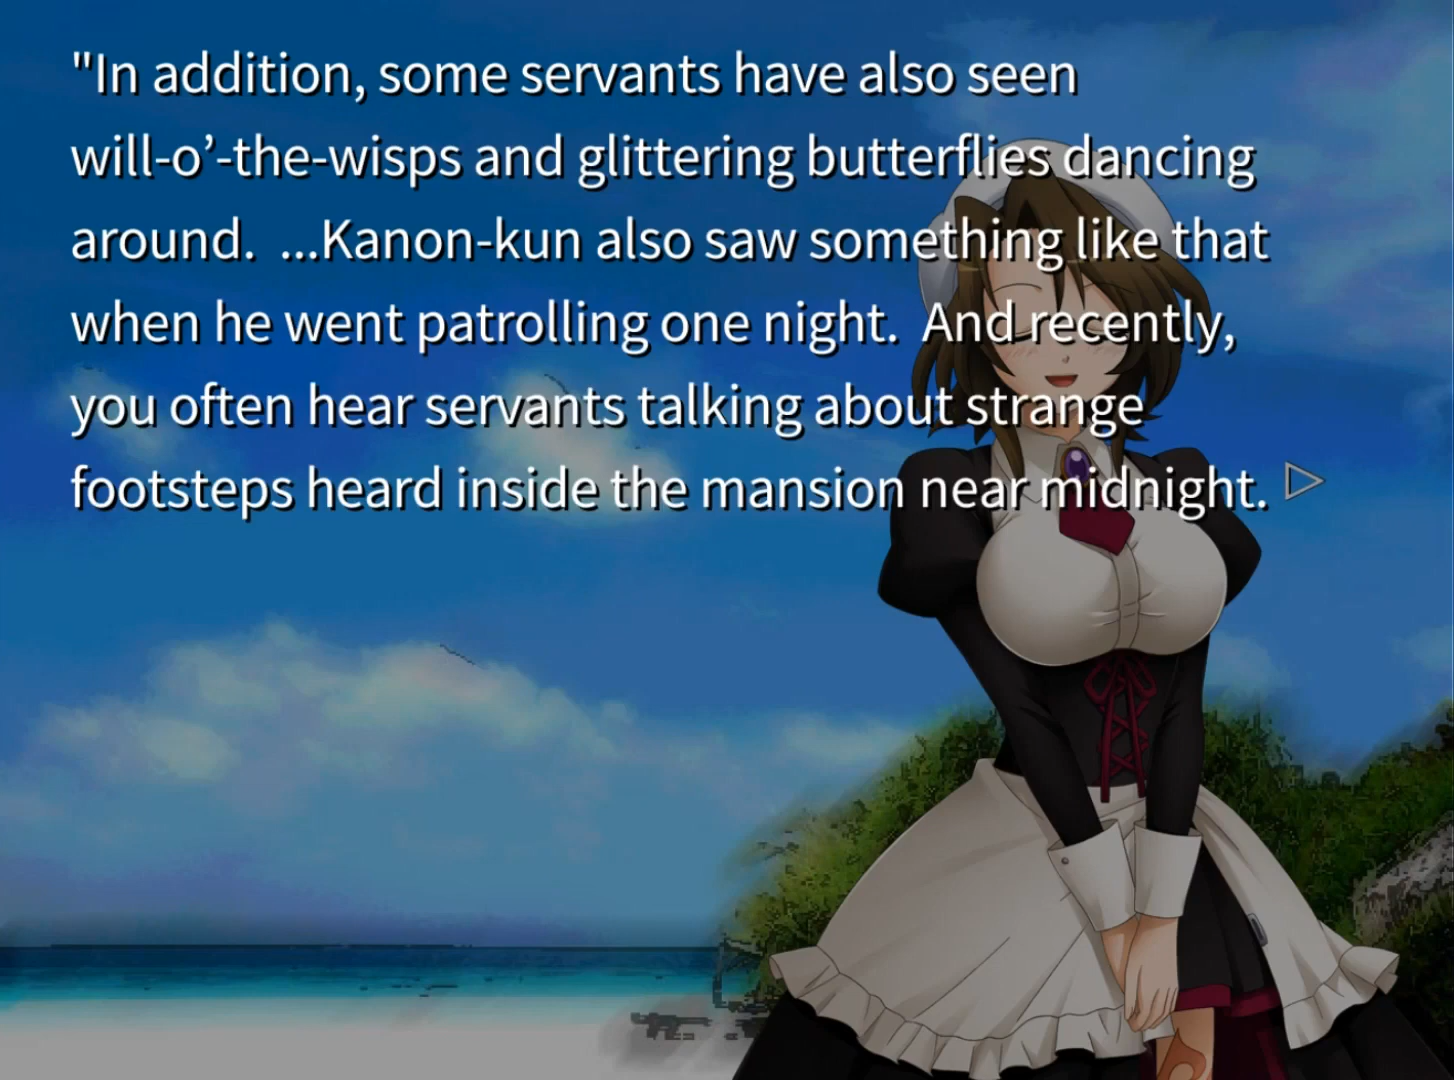 "In addition, some servants have also seen
will-o’-the-wisps and glittering butterflies dancing
around.  ...Kanon-kun also saw something like that
when he went patrolling one night.  And recently,
you often hear servants talking about strange
footsteps heard inside the mansion near midnight.